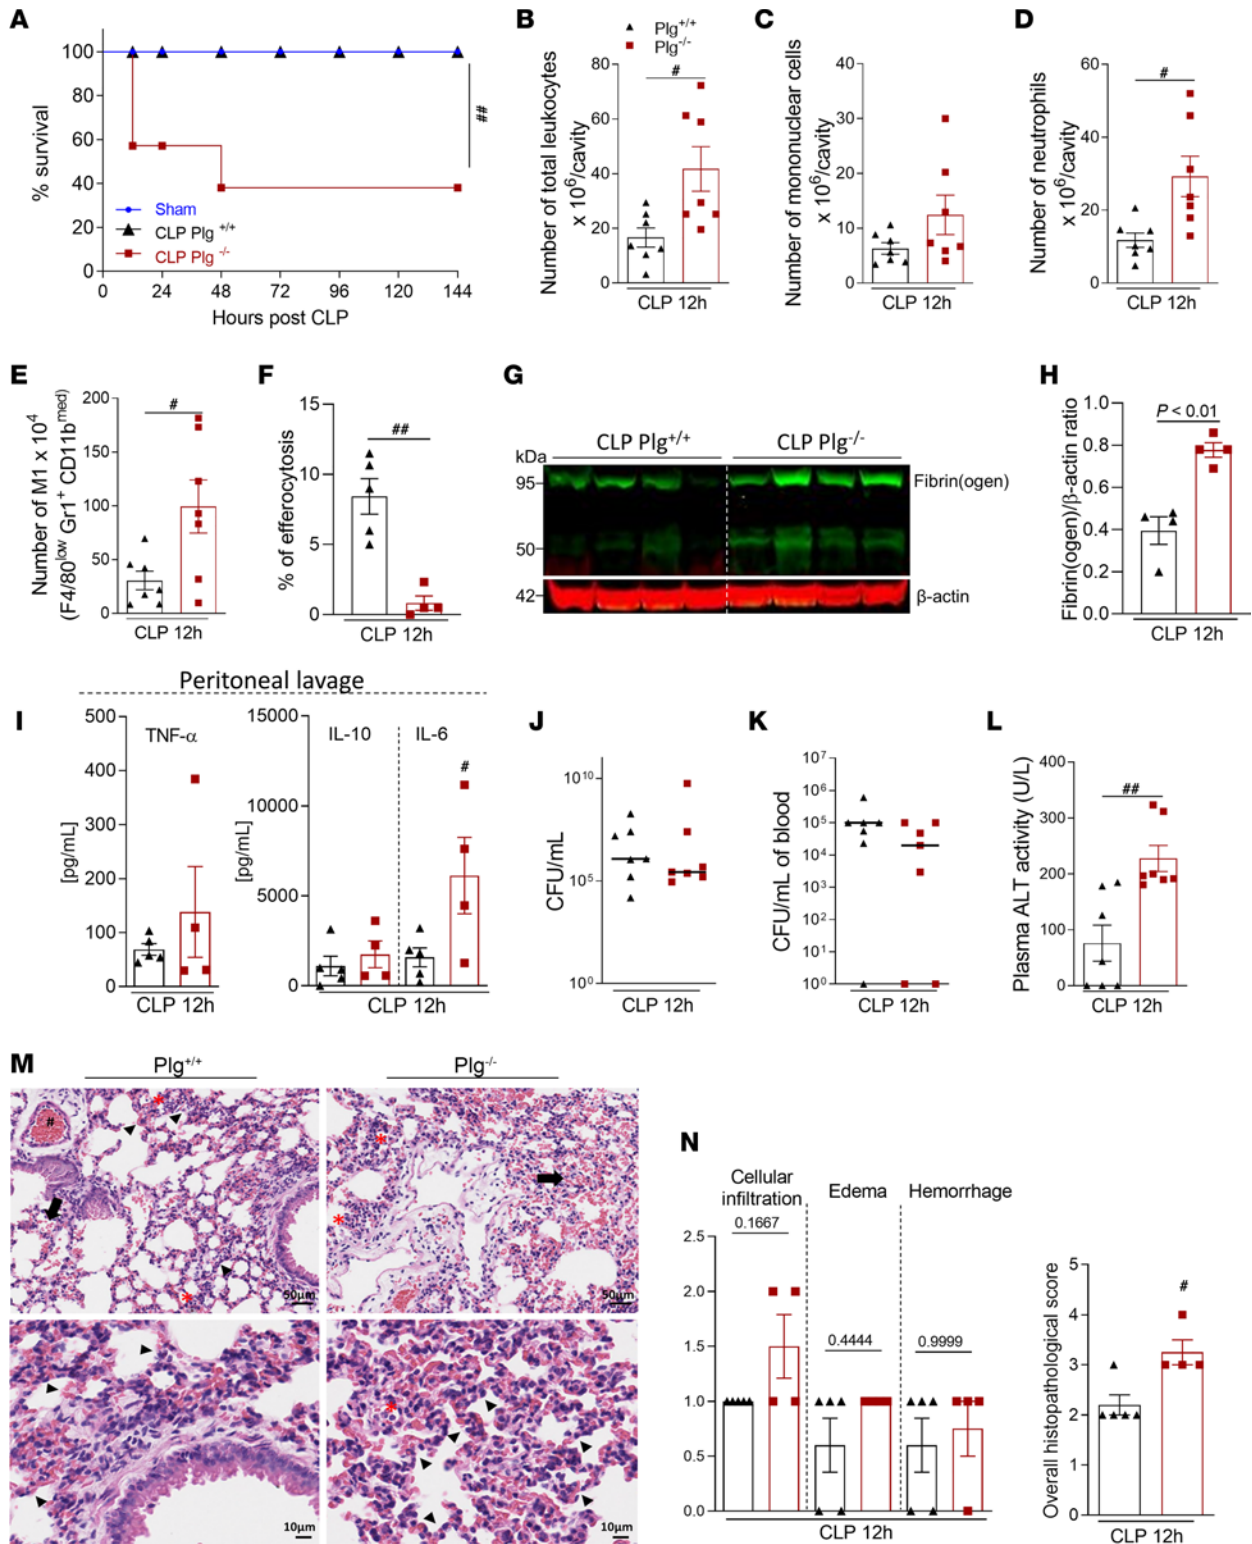 A
% survival
100
80
60
40
20
0
Sham
CLP Plg +/+
CLP Plg -/-
##
0 24 48 72 96 120 144
Hours post CLP
B
Plg+/+
Plg-/-
Number of total leukocytes
x 10^6/cavity
80
60
40
20
0
#
CLP 12h
C
Number of mononuclear cells
x 10^6/cavity
40
30
20
10
0
CLP 12h
D
Number of neutrophils
x 10^6/cavity
60
40
20
0
#
CLP 12h
E
Number of M1 x 10^4
(F4/80^low Gr1^+ CD11b^med)
200
150
100
50
0
#
CLP 12h
F
% of efferocytosis
15
10
5
0
##
CLP 12h
G
CLP Plg+/+ CLP Plg-/-
kDa
95
50
42
Fibrin(ogen)
β-actin
H
Fibrin(ogen)/β-actin ratio
1.0
0.8
0.6
0.4
0.2
0.0
P < 0.01
CLP 12h
Peritoneal lavage
I
TNF-α
[pg/mL]
500
400
300
200
100
0
CLP 12h
[pg/mL]
15000
10000
5000
0
IL-10 IL-6
#
CLP 12h
J
CFU/mL
10^10
10^5
10^0
CLP 12h
K
CFU/mL of blood
10^7
10^6
10^5
10^4
10^3
10^2
10^1
10^0
CLP 12h
L
Plasma ALT activity (U/L)
400
300
200
100
0
##
CLP 12h
M
Plg+/+ Plg-/-
#
*
*
*
*
*
50µm
50µm
10µm
10µm
N
Cellular
infiltration
Edema Hemorrhage
0.1667
0.4444
0.9999
2.5
2.0
1.5
1.0
0.5
0.0
CLP 12h
Overall histopathological score
5
4
3
2
1
0
#
CLP 12h